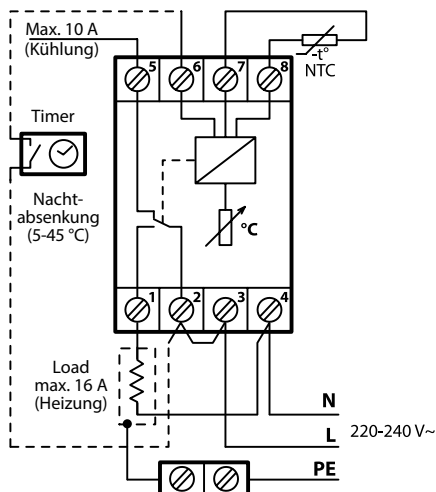 Max. 10 A
(Kühlung)
5
6
7
8
-t°
NTC
Timer
Nacht-
absenkung
(5-45 °C)
°C
1
2
3
4
Load
max. 16 A
(Heizung)
N
L
220-240 V~
PE